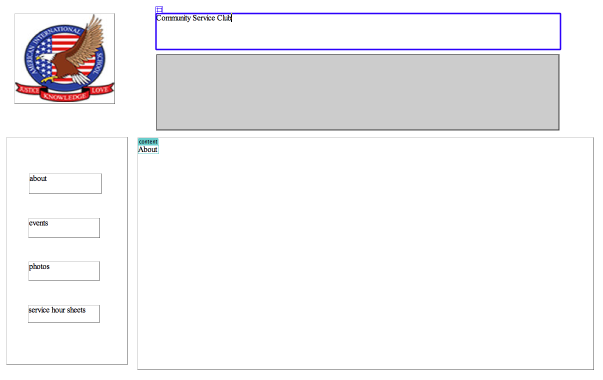 Community Service Club
AMERICAN INTERNATIONAL SCHOOL
JUSTICE KNOWLEDGE LOVE
content
About
about
events
photos
service hour sheets